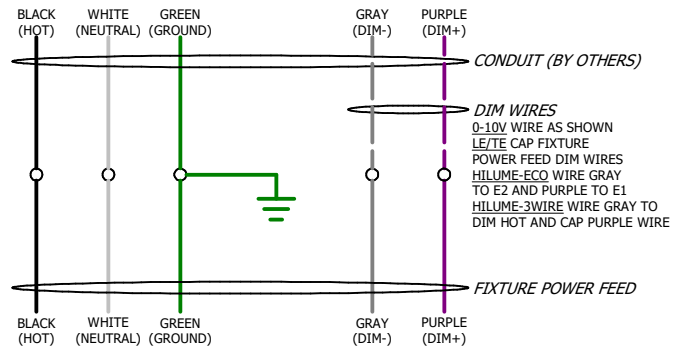 BLACK WHITE GREEN GRAY PURPLE
(HOT) (NEUTRAL) (GROUND) (DIM-) (DIM+)
CONDUIT (BY OTHERS)
DIM WIRES
0-10V WIRE AS SHOWN
LE/TE CAP FIXTURE
POWER FEED DIM WIRES
HILUME-ECO WIRE GRAY
TO E2 AND PURPLE TO E1
HILUME-3WIRE WIRE GRAY TO
DIM HOT AND CAP PURPLE WIRE
FIXTURE POWER FEED
BLACK WHITE GREEN GRAY PURPLE
(HOT) (NEUTRAL) (GROUND) (DIM-) (DIM+)